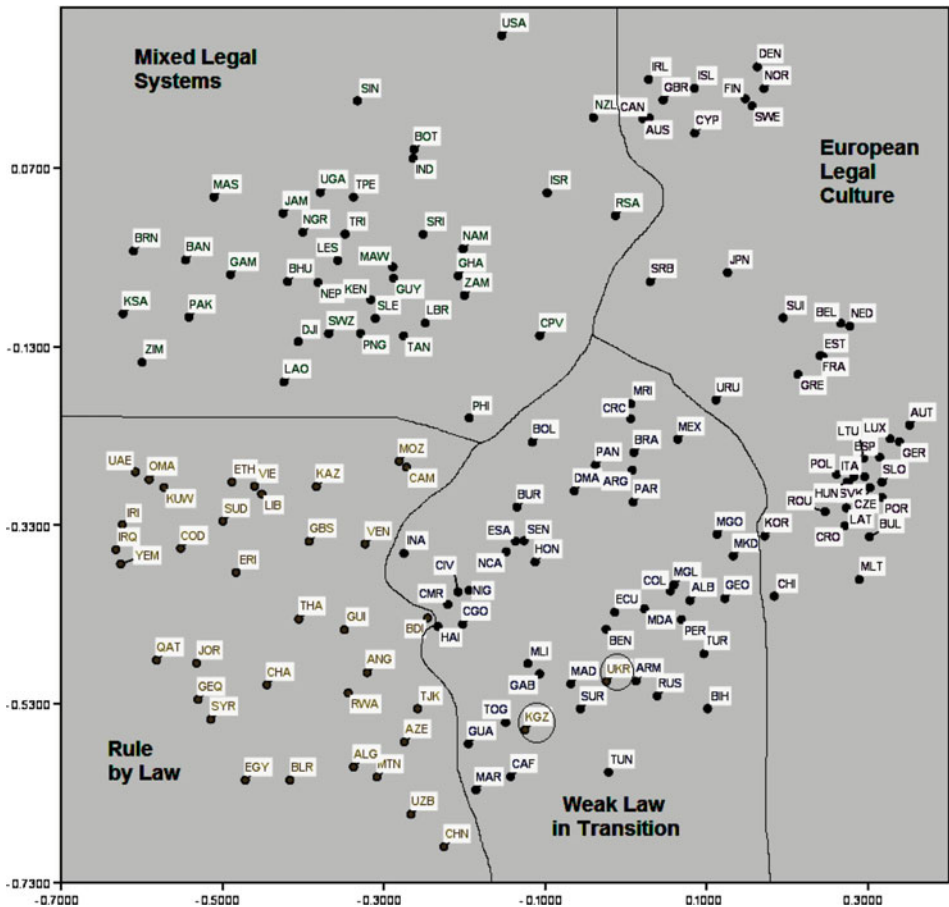 USA
Mixed Legal
Systems
DEN
IRL
ISL
NOR
GBR
FIN
SIN
NZL
CAN
AUS
CYP
SWE
BOT
European
Legal
Culture
0.0700
IND
MAS
UGA
TPE
ISR
JAM
RSA
NGR
TRI
SRI
NAM
BRN
BAN
LES
MAW
GHA
SRB
JPN
GAM
BHU
NEP
KEN
GUY
ZAM
KSA
PAK
SLE
LBR
SUI
BEL
NED
DJI
SWZ
PNG
TAN
CPV
EST
FRA
-0.1300
ZIM
GRE
LAO
MRI
URU
CRC
PHI
BOL
BRA
MEX
LTU
LUX
AUT
ESP
GER
UAE
OMA
MOZ
PAN
POL
ITA
SLO
KUW
ETH
VIE
KAZ
CAM
DMA
ARG
PAR
LIB
BUR
ROU
HUN
SVK
CZE
POR
IRI
SUD
GBS
VEN
ESA
SEN
MGO
KOR
LAT
BUL
-0.3300
IRQ
COD
INA
NCA
HON
MKD
CRO
YEM
ERI
CIV
NIG
COL
MGL
ALB
GEO
CHI
MLT
CMR
ECU
THA
GUI
BDI
CGO
MDA
PER
HAI
BEN
TUR
QAT
JOR
ANG
MLI
UKR
ARM
GEQ
CHA
GAB
MAD
RUS
SYR
RWA
TJK
TOG
KGZ
SUR
BIH
-0.5300
AZE
GUA
Rule
by Law
EGY
BLR
ALG
MTN
MAR
CAF
TUN
UZB
Weak Law
in Transition
CHN
-0.7300
-0.7000
-0.5000
-0.3000
-0.1000
0.1000
0.3000